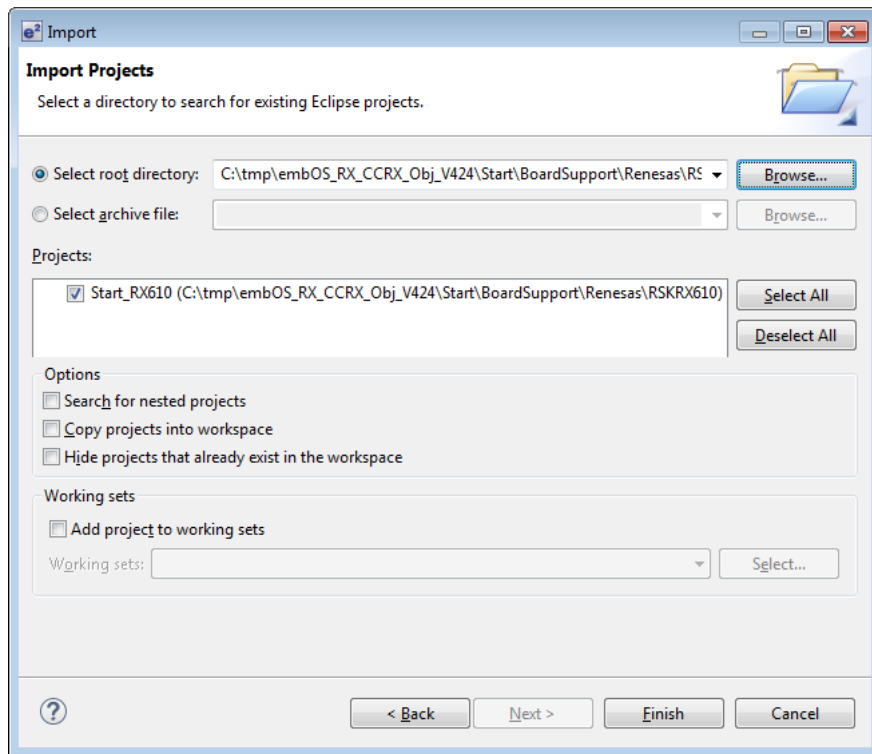 e² Import
Import Projects
Select a directory to search for existing Eclipse projects.
Select root directory: C:\tmp\embOS_RX_CCRX_Obj_V424\Start\BoardSupport\Renesas\RS Browse...
Select archive file: Browse...
Projects:
Start_RX610 (C:\tmp\embOS_RX_CCRX_Obj_V424\Start\BoardSupport\Renesas\RSKRX610) Select All
Deselect All
Options
Search for nested projects
Copy projects into workspace
Hide projects that already exist in the workspace
Working sets
Add project to working sets
Working sets: Select...
? < Back Next > Finish Cancel